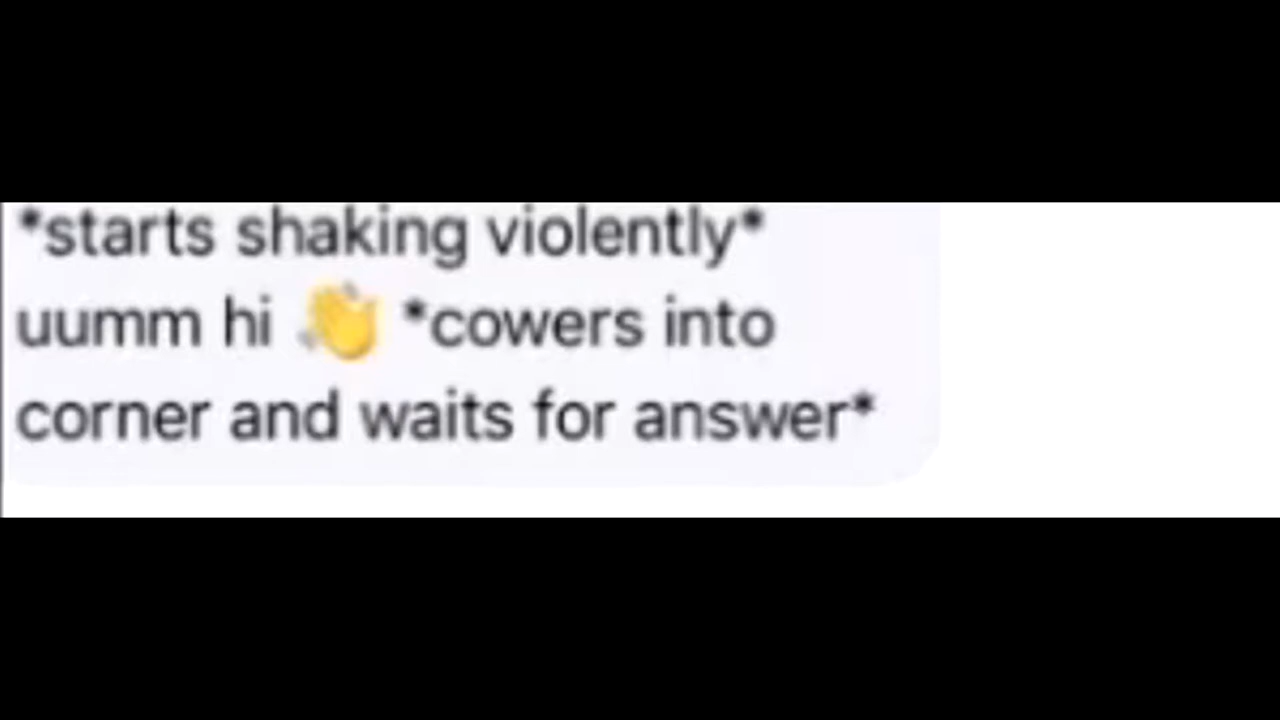 *starts shaking violently*
uumm hi 👏 *cowers into
corner and waits for answer*